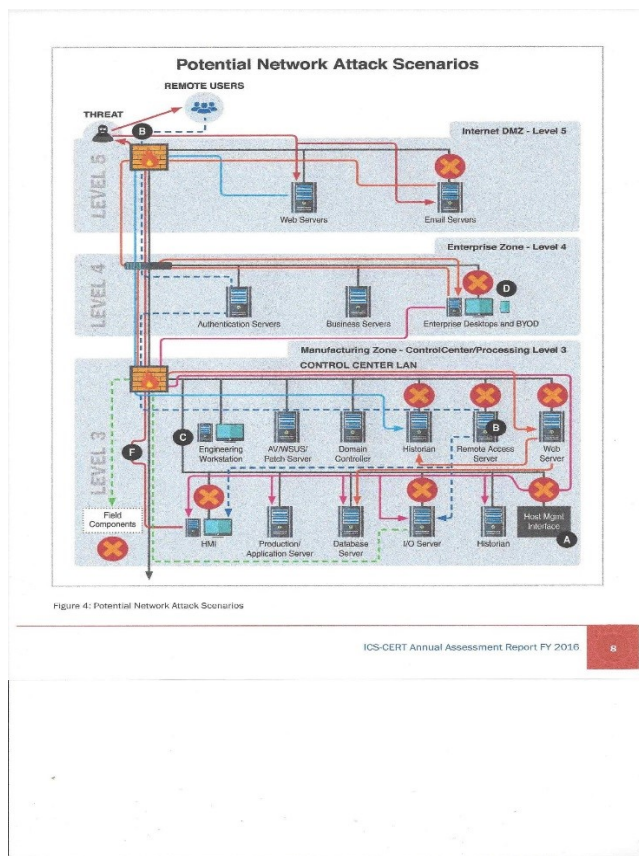 Potential Network Attack Scenarios
REMOTE USERS
THREAT
B
Internet DMZ - Level 5
LEVEL 5
Web Servers
Email Servers
Enterprise Zone - Level 4
LEVEL 4
D
Authentication Servers
Business Servers
Enterprise Desktops and BYOD
Manufacturing Zone - ControlCenter/Processing Level 3
CONTROL CENTER LAN
LEVEL 3
C
B
Engineering
Workstation
AV/WSUS/
Patch Server
Domain
Controller
Historian
Remote Access
Server
Web
Server
F
Field
Components
HMI
Production/
Application Server
Database
Server
I/O Server
Historian
Host Mgmt
Interface
A
Figure 4: Potential Network Attack Scenarios
ICS-CERT Annual Assessment Report FY 2016
8